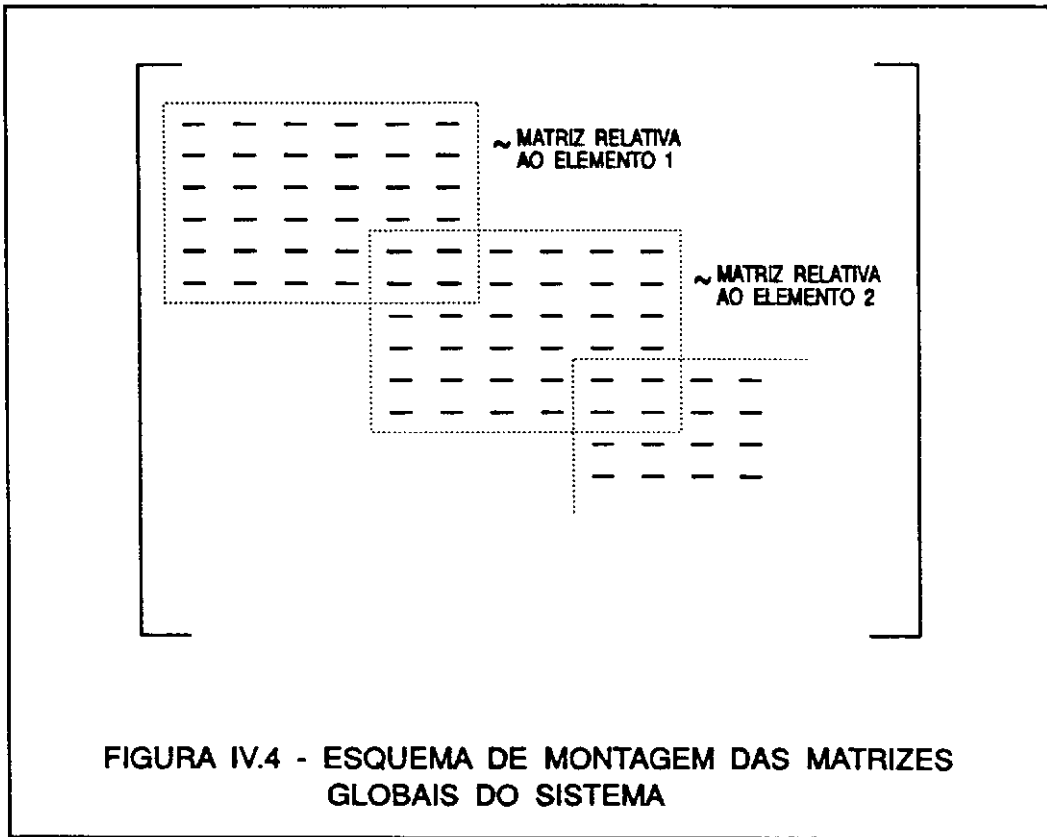 ~ MATRIZ RELATIVA
AO ELEMENTO 1
~ MATRIZ RELATIVA
AO ELEMENTO 2
FIGURA IV.4 - ESQUEMA DE MONTAGEM DAS MATRIZES
GLOBAIS DO SISTEMA